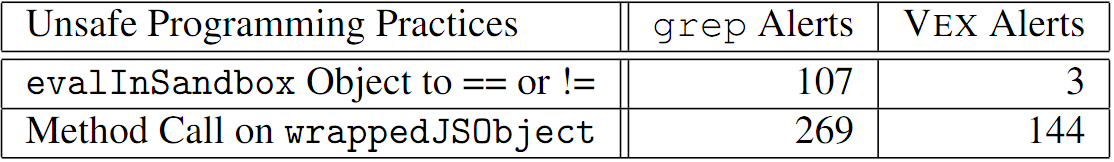 Unsafe Programming Practices grep Alerts VEX Alerts
evalInSandbox Object to == or != 107 3
Method Call on wrappedJSObject 269 144